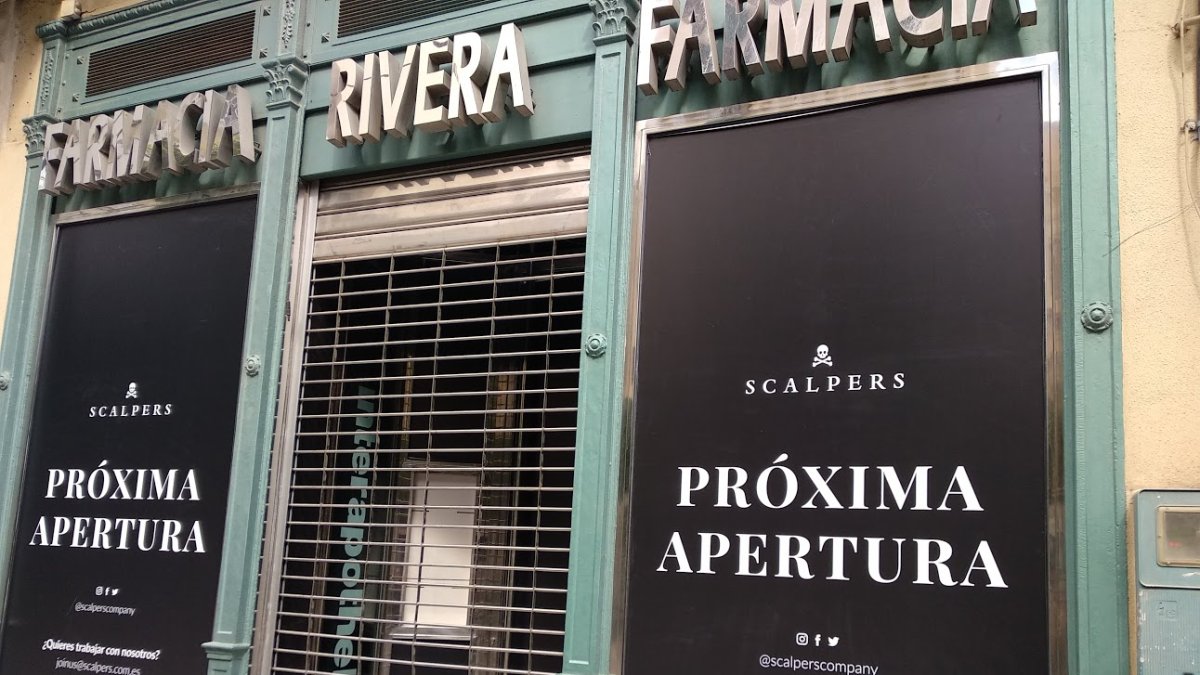 FARMACIA
RIVERA
FARMACIA
SCALPERS
PRÓXIMA
APERTURA
@scalperscompany
¿Quieres trabajar con nosotros?
joinus@scalpers.com.es
Interapothek
SCALPERS
PRÓXIMA
APERTURA
@scalperscompany